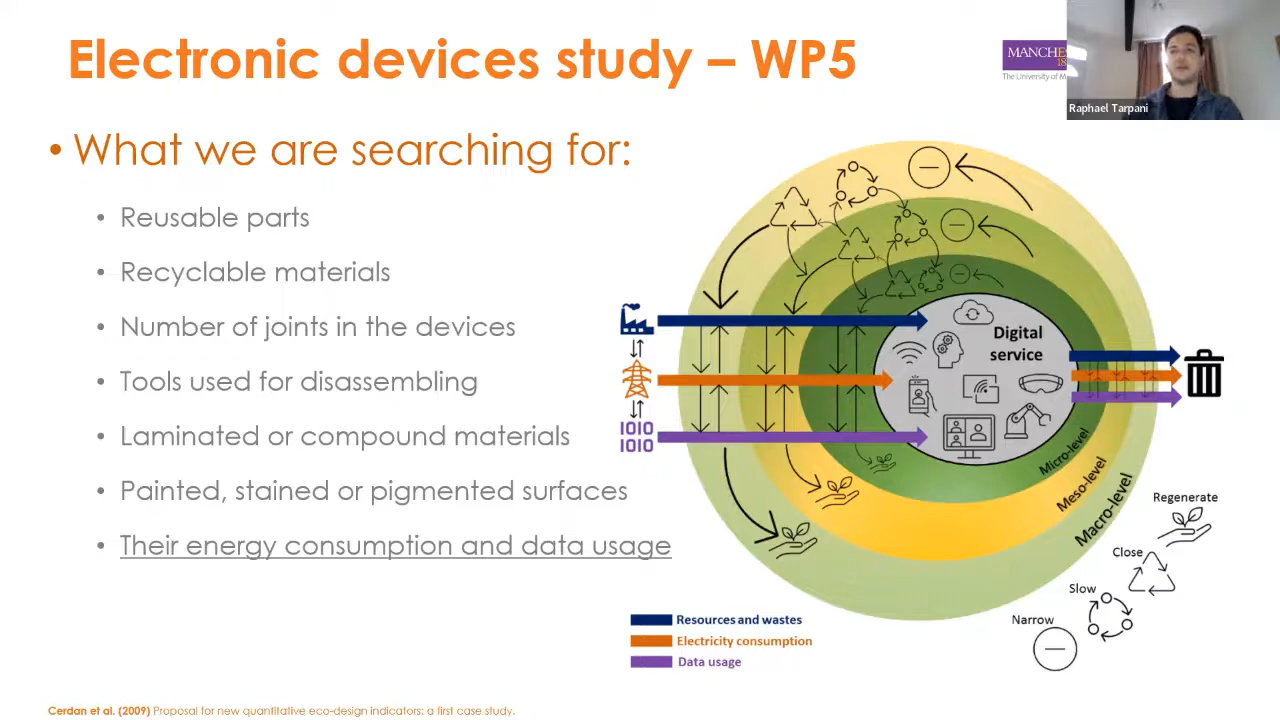 Electronic devices study – WP5
MANCHES
18
The University of M
Raphael Tarpani
• What we are searching for:
• Reusable parts
• Recyclable materials
• Number of joints in the devices
• Tools used for disassembling
• Laminated or compound materials
• Painted, stained or pigmented surfaces
• Their energy consumption and data usage
Digital
service
1010
1010
Micro-level
Meso-level
Macro-level
Regenerate
Close
Slow
Narrow
Resources and wastes
Electricity consumption
Data usage
Cerdan et al. (2009) Proposal for new quantitative eco-design indicators: a first case study.